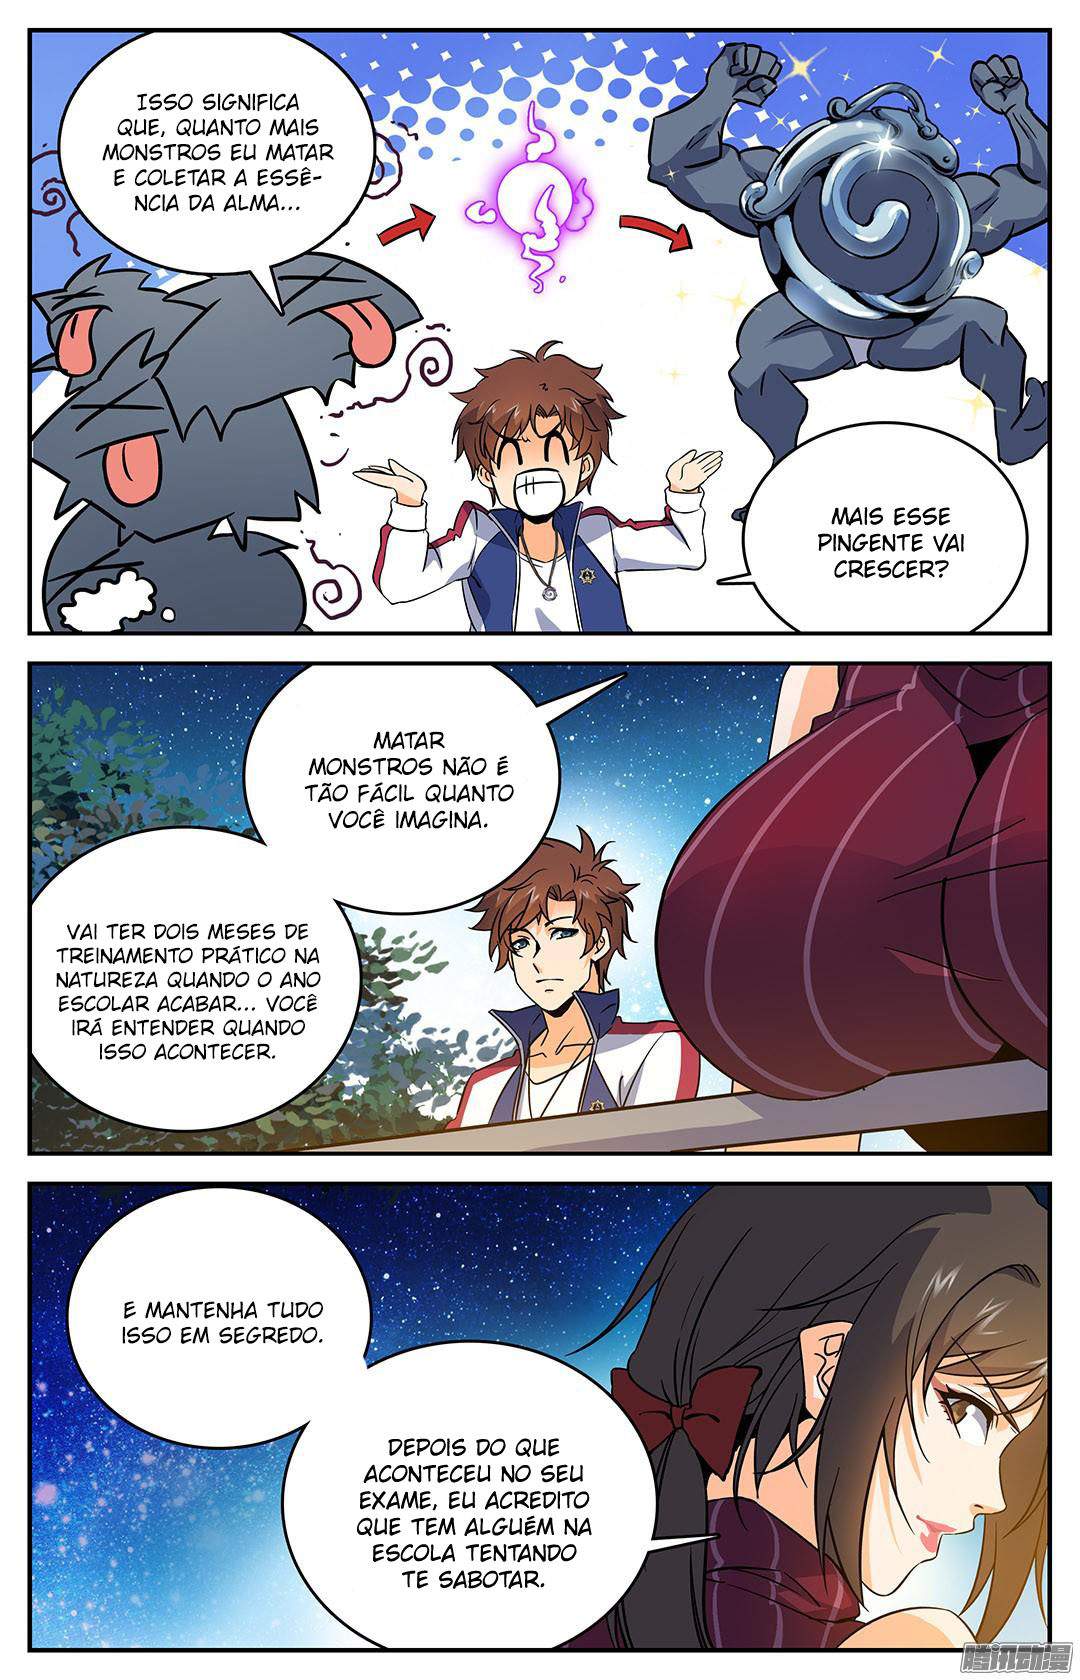 ISSO SIGNIFICA
QUE, QUANTO MAIS
MONSTROS EU MATAR
E COLETAR A ESSÊ-
NCIA DA ALMA...
MAIS ESSE
PINGENTE VAI
CRESCER?
MATAR
MONSTROS NÃO É
TÃO FÁCIL QUANTO
VOCÊ IMAGINA.
VAI TER DOIS MESES DE
TREINAMENTO PRÁTICO NA
NATUREZA QUANDO O ANO
ESCOLAR ACABAR... VOCÊ
IRÁ ENTENDER QUANDO
ISSO ACONTECER.
E MANTENHA TUDO
ISSO EM SEGREDO.
DEPOIS DO QUE
ACONTECEU NO SEU
EXAME, EU ACREDITO
QUE TEM ALGUÉM NA
ESCOLA TENTANDO
TE SABOTAR.
腾讯动漫